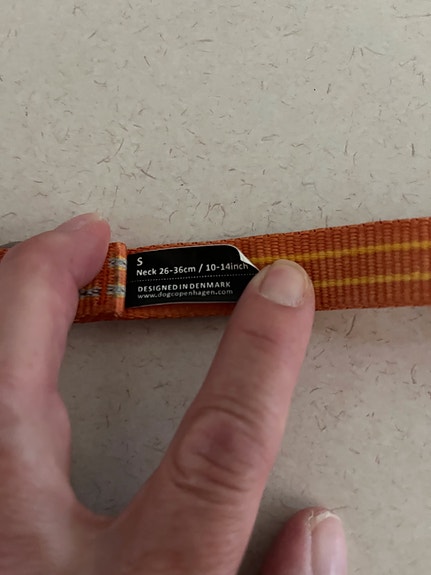 S
Neck 26-36cm / 10-14inch
DESIGNED IN DENMARK
www.dogcopenhagen.com